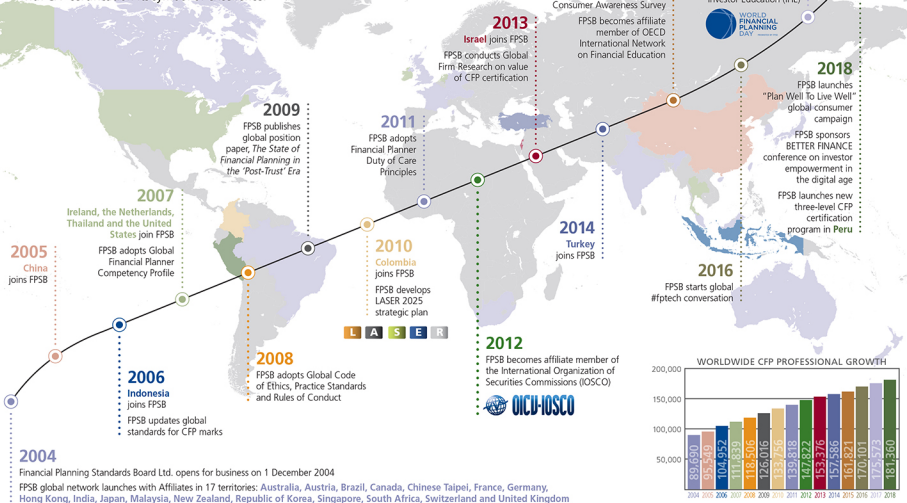 Consumer Awareness Survey
FPSB becomes affiliate
member of OECD
International Network
on Financial Education
WORLD
FINANCIAL
PLANNING
DAY
2013
Israel joins FPSB
FPSB conducts Global
Firm Research on value
of CFP certification
2018
FPSB launches
"Plan Well To Live Well"
global consumer
campaign
FPSB sponsors
BETTER FINANCE
conference on investor
empowerment in
the digital age
FPSB launches new
three-level CFP
certification
program in Peru
2009
FPSB publishes
global position
paper, The State of
Financial Planning in
the 'Post-Trust' Era
2011
FPSB adopts
Financial Planner
Duty of Care
Principles
2007
Ireland, the Netherlands,
Thailand and the United
States join FPSB
FPSB adopts Global
Financial Planner
Competency Profile
2014
Turkey
joins FPSB
2005
China
joins FPSB
2010
Colombia
joins FPSB
FPSB develops
LASER 2025
strategic plan
L A S E R
2016
FPSB starts global
#fptech conversation
2012
FPSB becomes affiliate member of
the International Organization of
Securities Commissions (IOSCO)
OICU-IOSCO
2008
FPSB adopts Global Code
of Ethics, Practice Standards
and Rules of Conduct
2006
Indonesia
joins FPSB
FPSB updates global
standards for CFP marks
2004
Financial Planning Standards Board Ltd. opens for business on 1 December 2004
FPSB global network launches with Affiliates in 17 territories: Australia, Austria, Brazil, Canada, Chinese Taipei, France, Germany,
Hong Kong, India, Japan, Malaysia, New Zealand, Republic of Korea, Singapore, South Africa, Switzerland and United Kingdom
WORLDWIDE CFP PROFESSIONAL GROWTH
200,000
150,000
100,000
50,000
89,690
95,549
104,952
111,839
118,506
126,016
133,756
139,818
147,822
153,376
157,586
161,821
170,101
175,573
181,360
2004 2005 2006 2007 2008 2009 2010 2011 2012 2013 2014 2015 2016 2017 2018